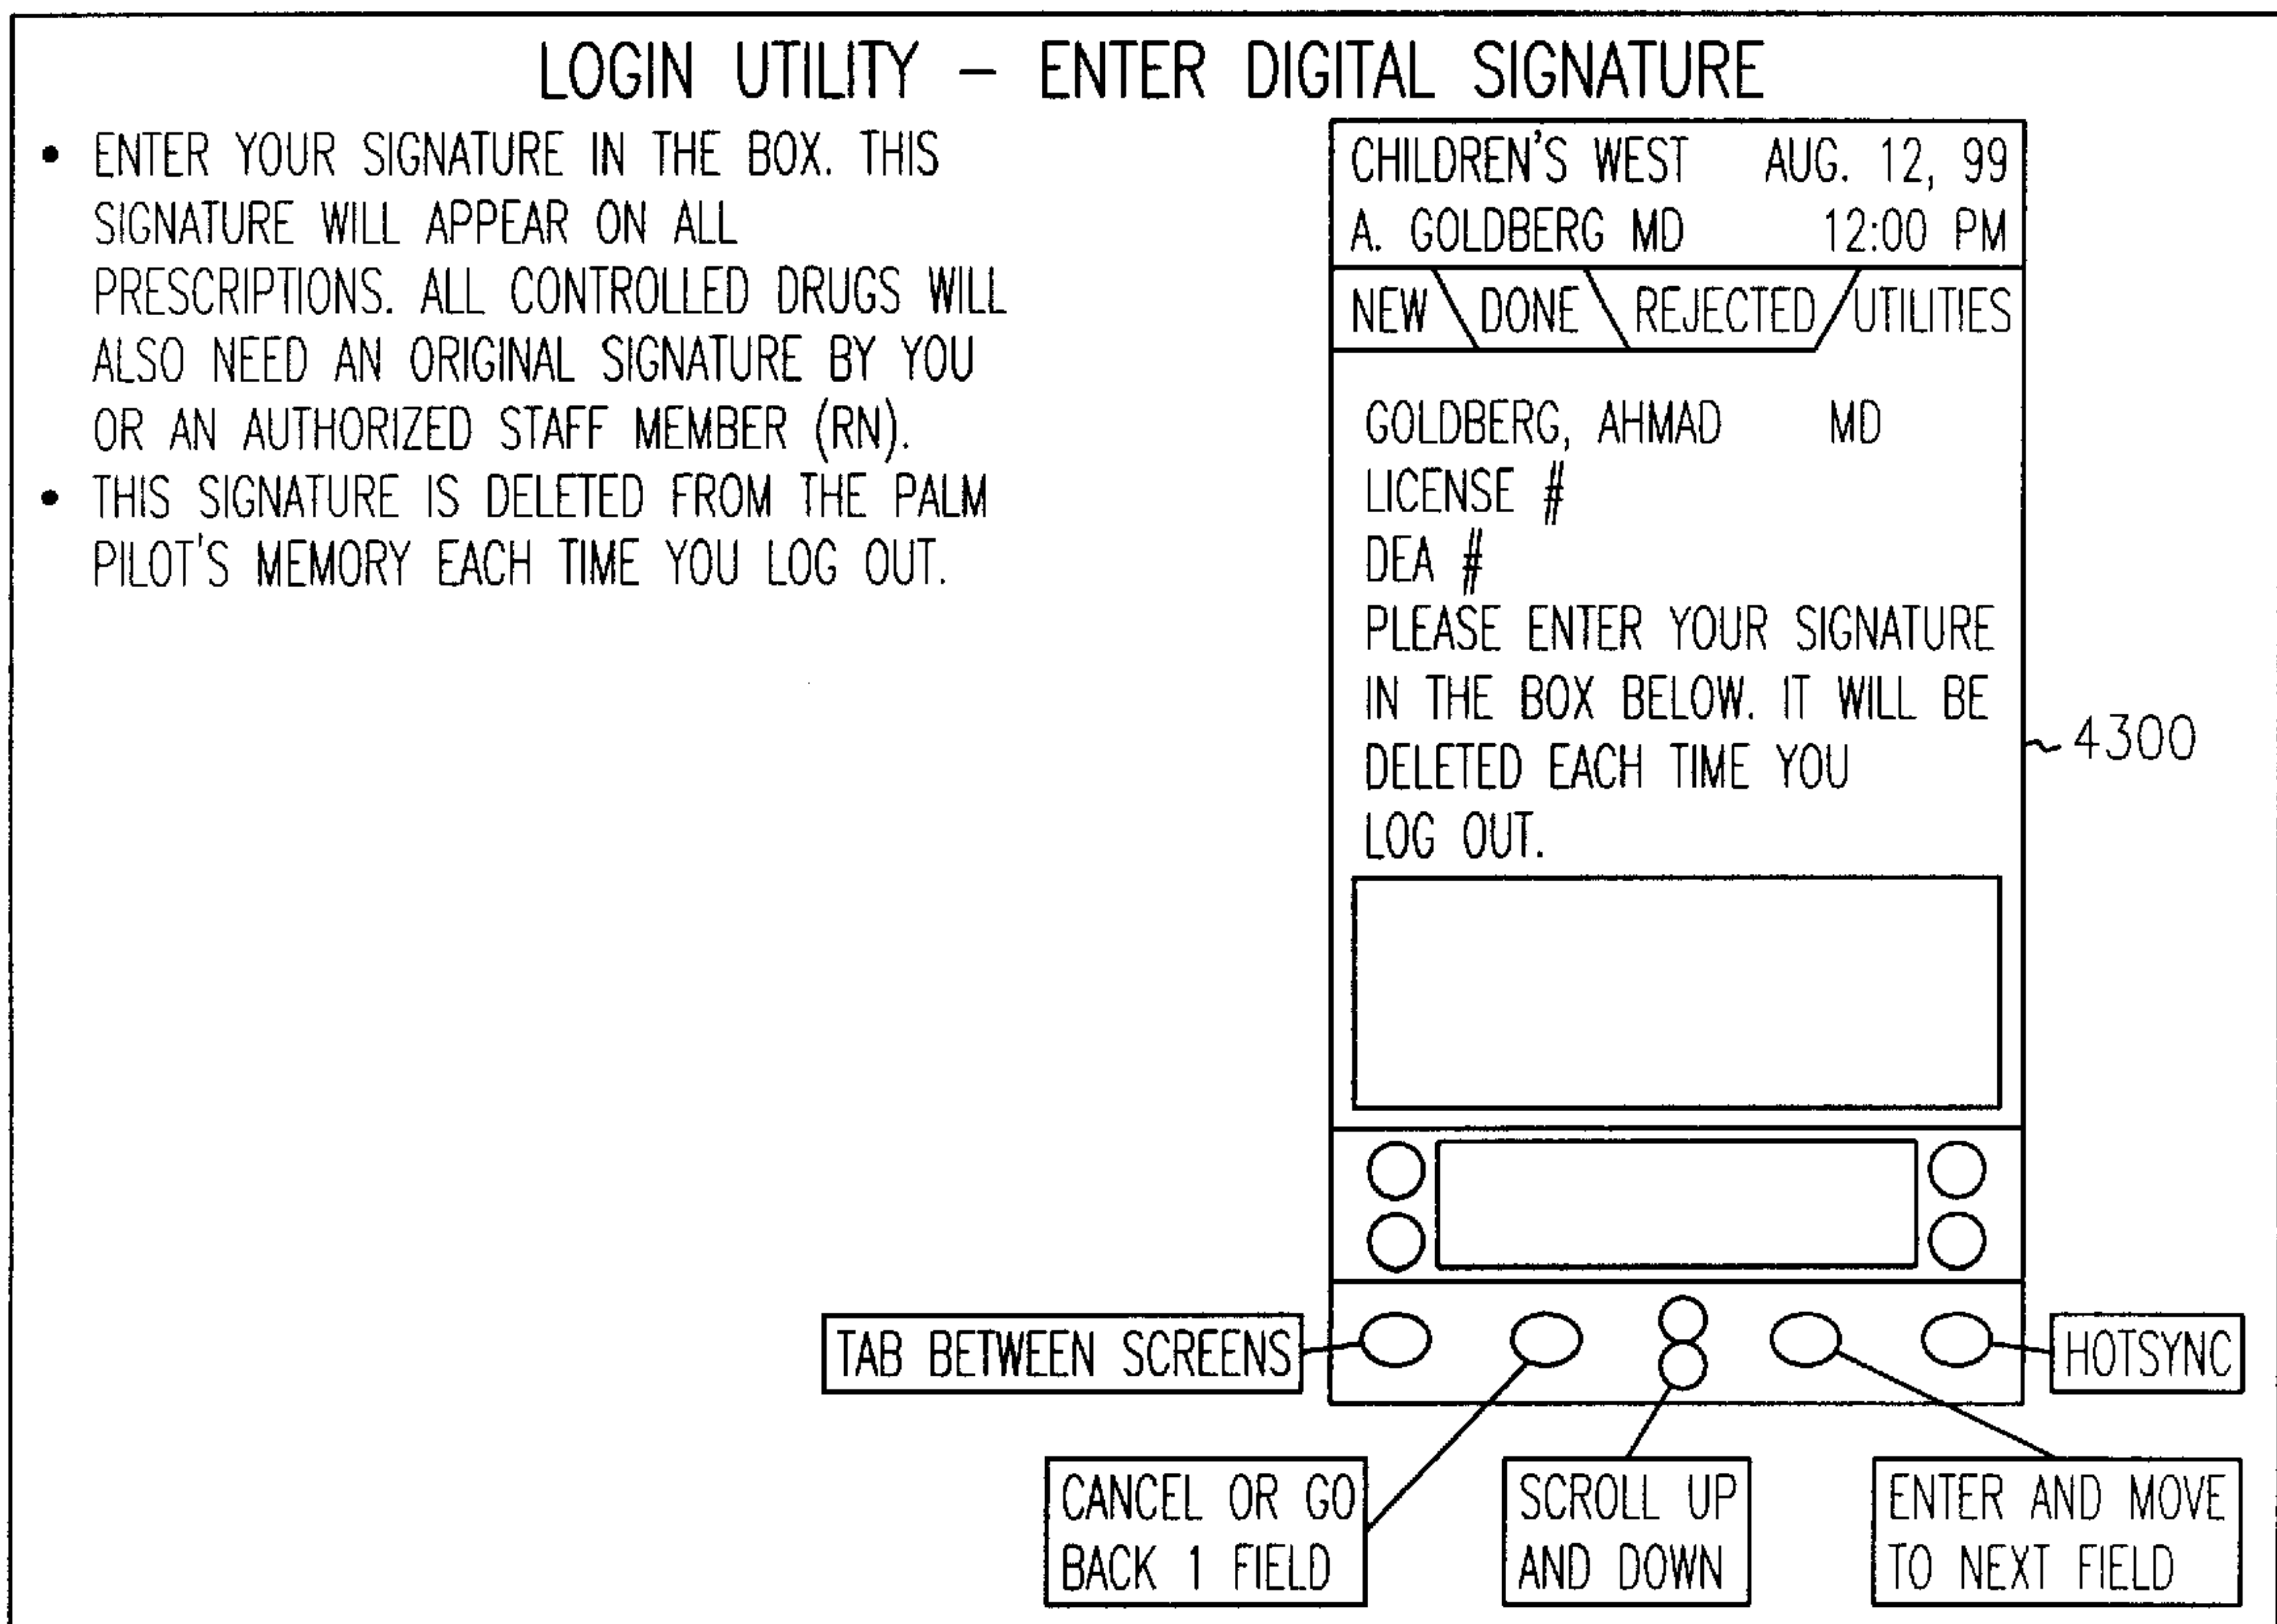 LOGIN UTILITY – ENTER DIGITAL SIGNATURE
• ENTER YOUR SIGNATURE IN THE BOX. THIS
SIGNATURE WILL APPEAR ON ALL
PRESCRIPTIONS. ALL CONTROLLED DRUGS WILL
ALSO NEED AN ORIGINAL SIGNATURE BY YOU
OR AN AUTHORIZED STAFF MEMBER (RN).
• THIS SIGNATURE IS DELETED FROM THE PALM
PILOT'S MEMORY EACH TIME YOU LOG OUT.
CHILDREN'S WEST AUG. 12, 99
A. GOLDBERG MD 12:00 PM
NEW DONE REJECTED UTILITIES
GOLDBERG, AHMAD MD
LICENSE #
DEA #
PLEASE ENTER YOUR SIGNATURE
IN THE BOX BELOW. IT WILL BE
DELETED EACH TIME YOU
LOG OUT.
4300
TAB BETWEEN SCREENS
HOTSYNC
CANCEL OR GO
BACK 1 FIELD
SCROLL UP
AND DOWN
ENTER AND MOVE
TO NEXT FIELD